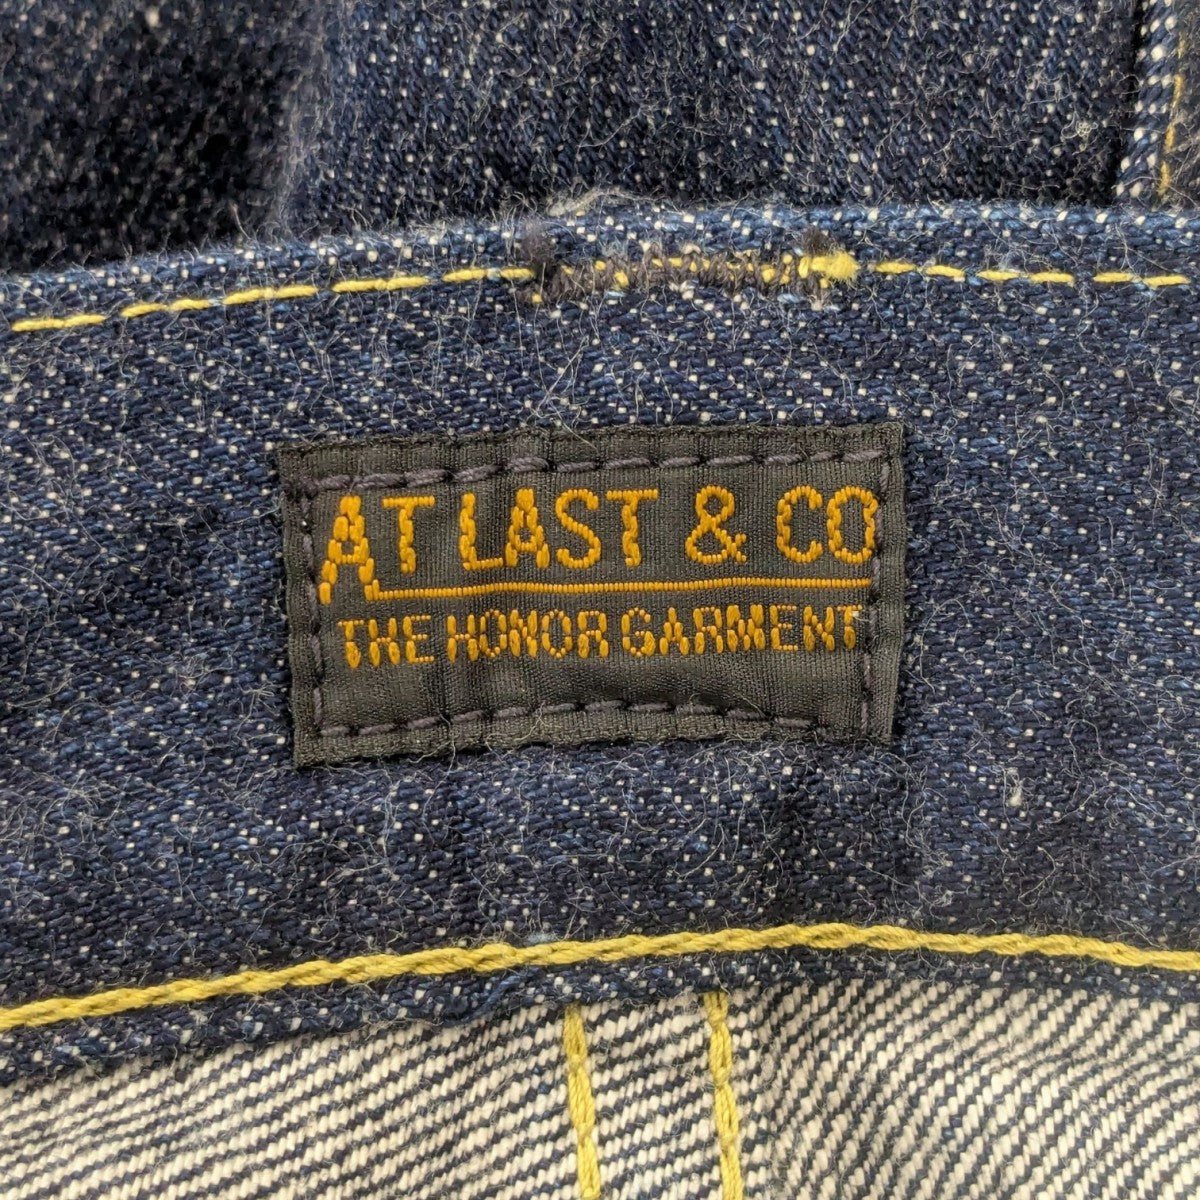 AT LAST & CO
THE HONOR GARMENT